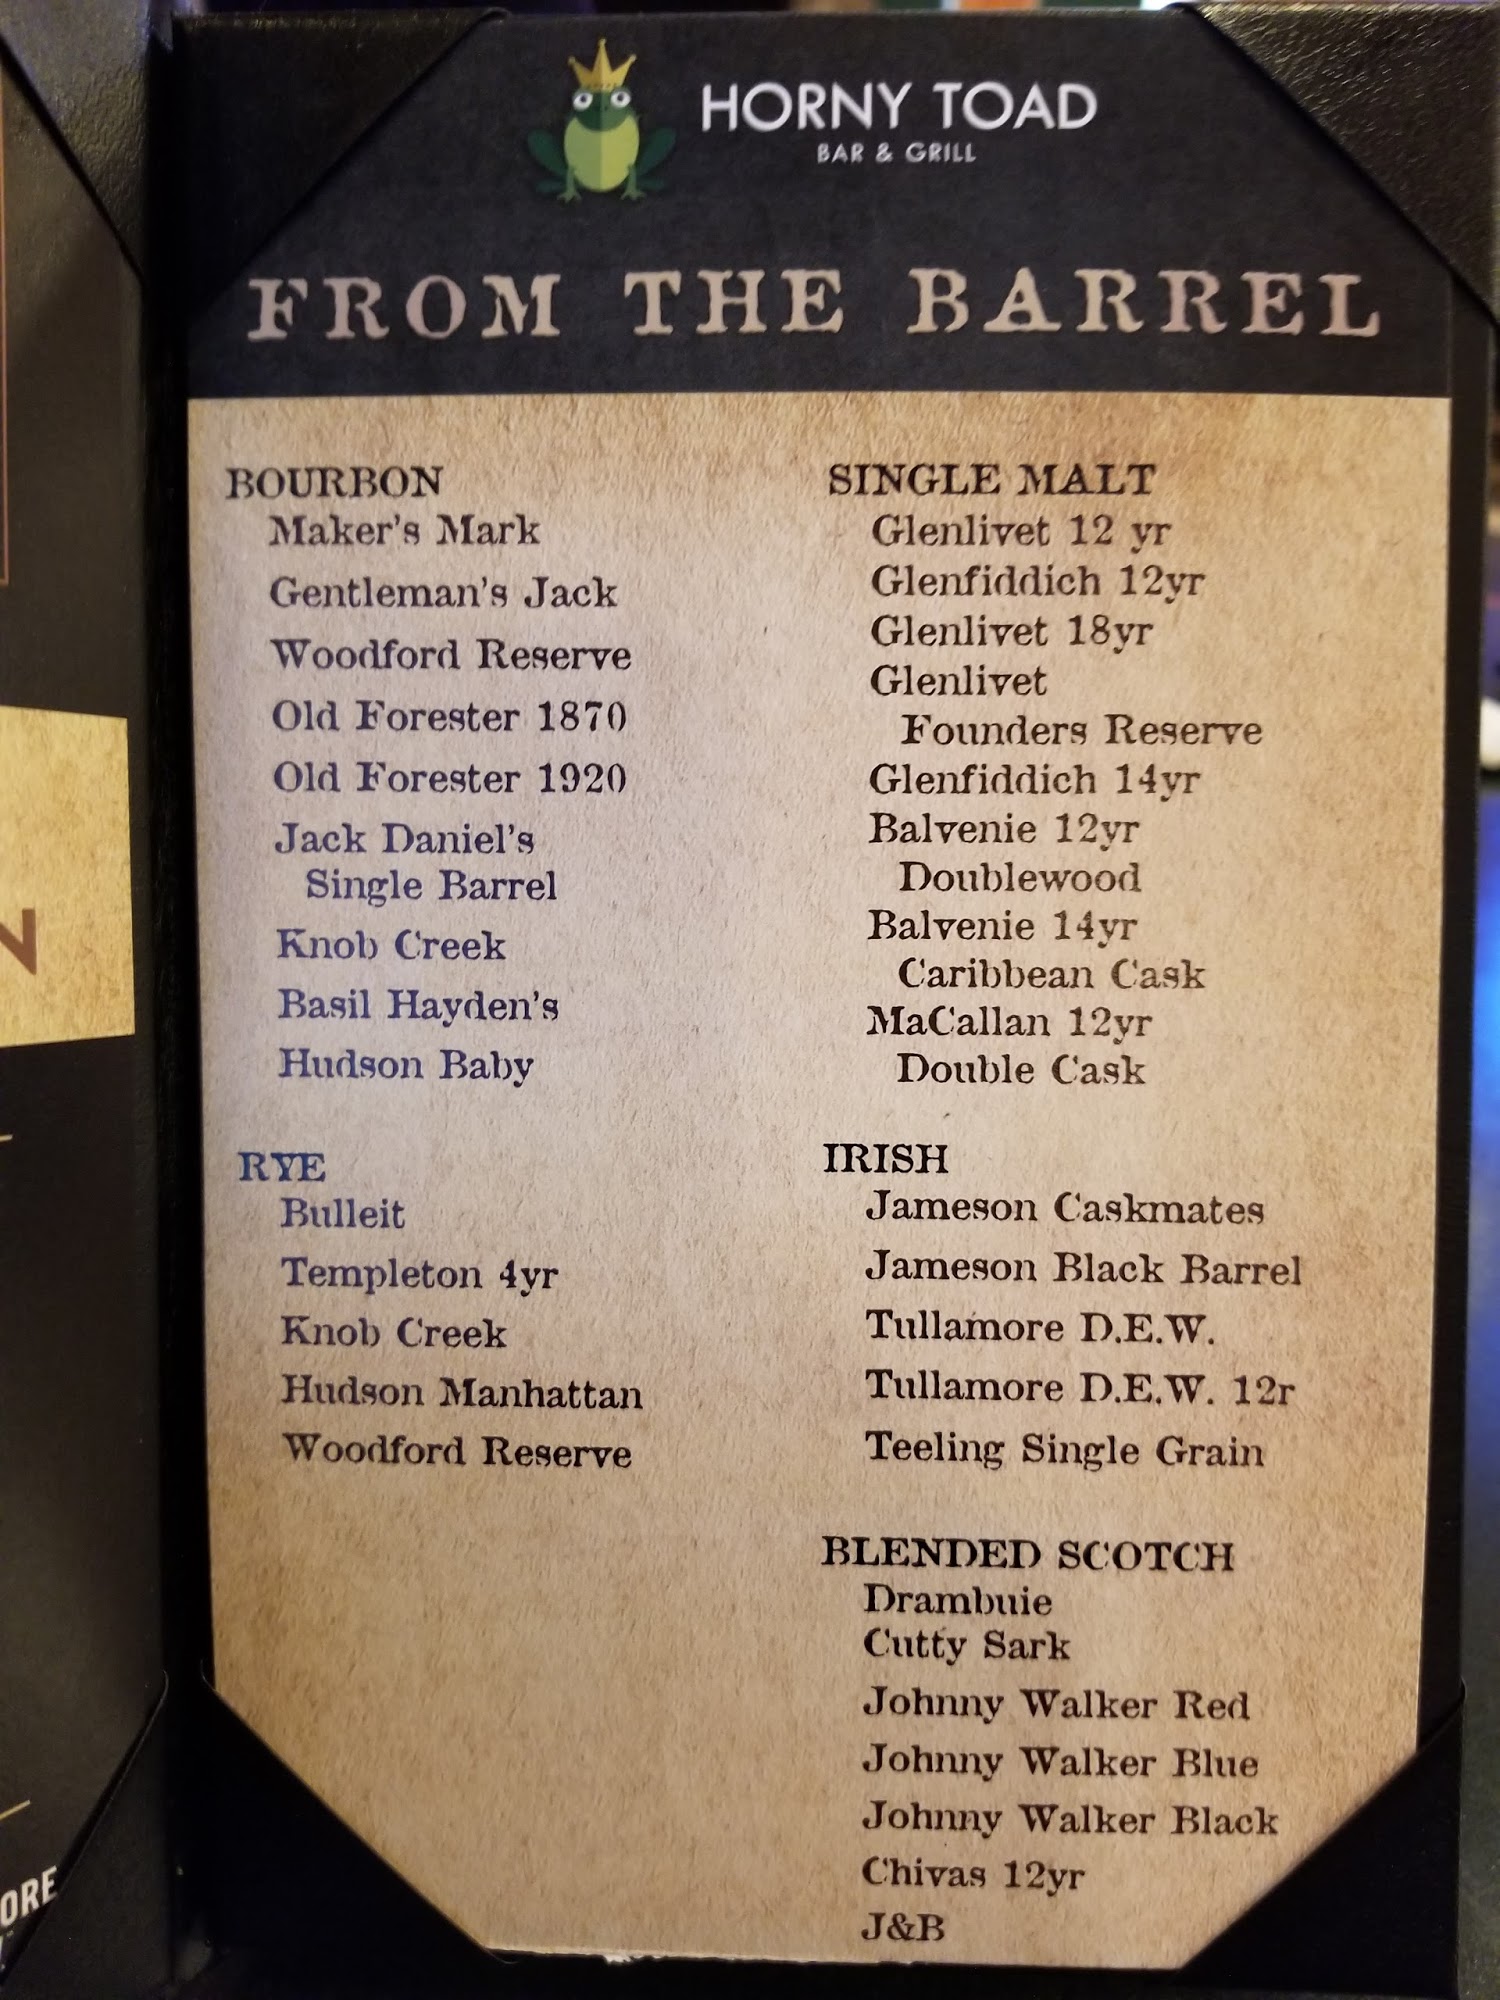 HORNY TOAD
BAR & GRILL
FROM THE BARREL
BOURBON
Maker's Mark
Gentleman's Jack
Woodford Reserve
Old Forester 1870
Old Forester 1920
Jack Daniel's
Single Barrel
Knob Creek
Basil Hayden's
Hudson Baby
RYE
Bulleit
Templeton 4yr
Knob Creek
Hudson Manhattan
Woodford Reserve
SINGLE MALT
Glenlivet 12 yr
Glenfiddich 12yr
Glenlivet 18yr
Glenlivet
Founders Reserve
Glenfiddich 14yr
Balvenie 12yr
Doublewood
Balvenie 14yr
Caribbean Cask
MaCallan 12yr
Double Cask
IRISH
Jameson Caskmates
Jameson Black Barrel
Tullamore D.E.W.
Tullamore D.E.W. 12r
Teeling Single Grain
BLENDED SCOTCH
Drambuie
Cutty Sark
Johnny Walker Red
Johnny Walker Blue
Johnny Walker Black
Chivas 12yr
J&B